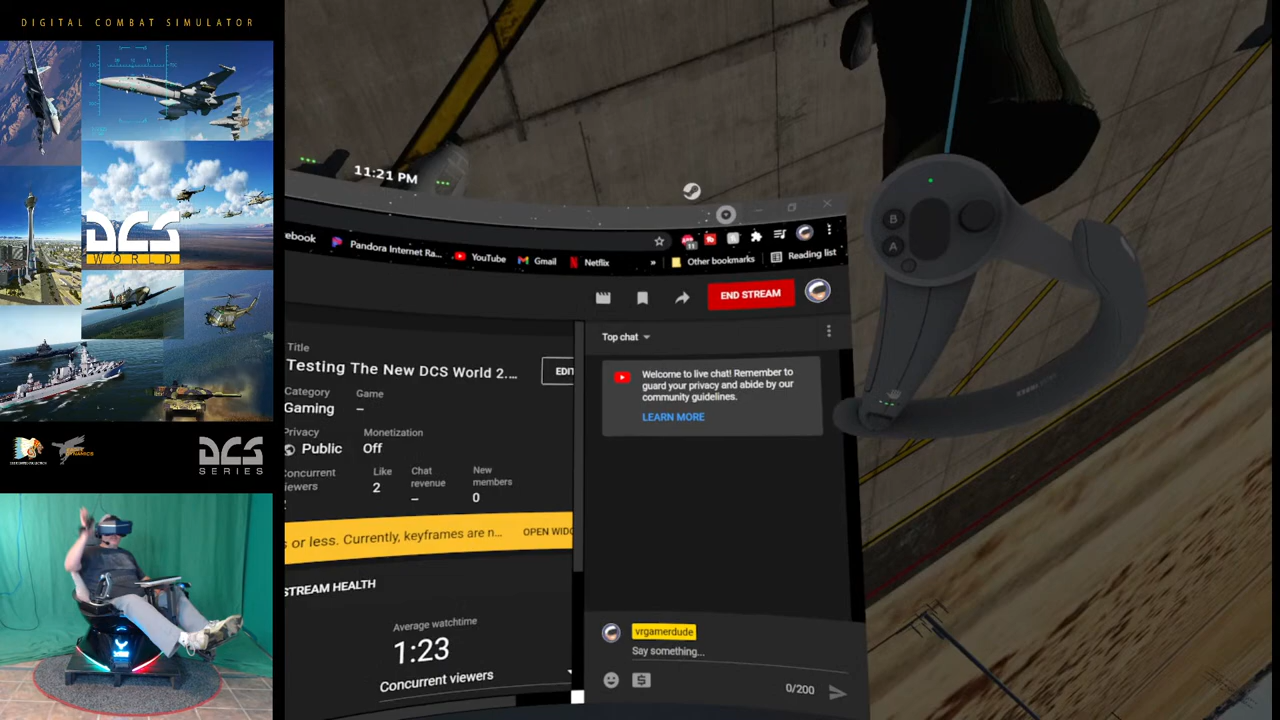 DIGITAL COMBAT SIMULATOR
DCS
WORLD
DCS
SERIES
11:21 PM
ebook
Pandora Internet Ra...
YouTube
Gmail
Netflix
»
Other bookmarks
Reading list
END STREAM
Title
Testing The New DCS World 2....
EDI
Category
Game
Gaming
–
Privacy
Monetization
Public
Off
Concurrent
viewers
Like
2
Chat
revenue
–
New
members
0
s or less. Currently, keyframes are n...
OPEN WIDG
STREAM HEALTH
Average watchtime
1:23
Concurrent viewers
Top chat
Welcome to live chat! Remember to
guard your privacy and abide by our
community guidelines.
LEARN MORE
vrgamerdude
Say something...
0/200
B
A